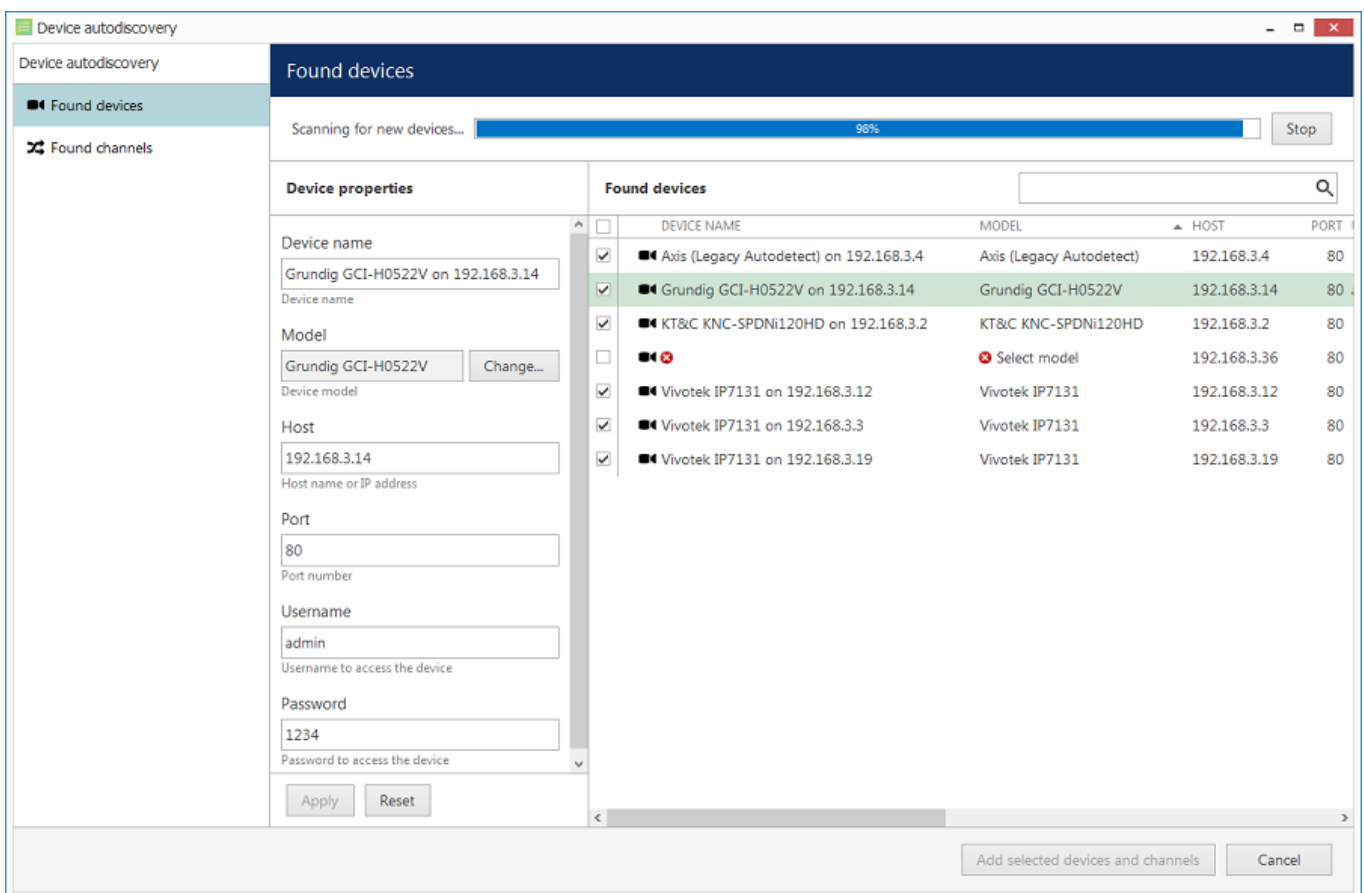 Device autodiscovery
Device autodiscovery
Found devices
Found channels
Found devices
Scanning for new devices... 98% Stop
Device properties
Device name
Grundig GCI-H0522V on 192.168.3.14
Device name
Model
Grundig GCI-H0522V Change...
Device model
Host
192.168.3.14
Host name or IP address
Port
80
Port number
Username
admin
Username to access the device
Password
1234
Password to access the device
Apply Reset
Found devices
DEVICE NAME MODEL HOST PORT
Axis (Legacy Autodetect) on 192.168.3.4 Axis (Legacy Autodetect) 192.168.3.4 80
Grundig GCI-H0522V on 192.168.3.14 Grundig GCI-H0522V 192.168.3.14 80
KT&C KNC-SPDNi120HD on 192.168.3.2 KT&C KNC-SPDNi120HD 192.168.3.2 80
Select model 192.168.3.36 80
Vivotek IP7131 on 192.168.3.12 Vivotek IP7131 192.168.3.12 80
Vivotek IP7131 on 192.168.3.3 Vivotek IP7131 192.168.3.3 80
Vivotek IP7131 on 192.168.3.19 Vivotek IP7131 192.168.3.19 80
Add selected devices and channels Cancel